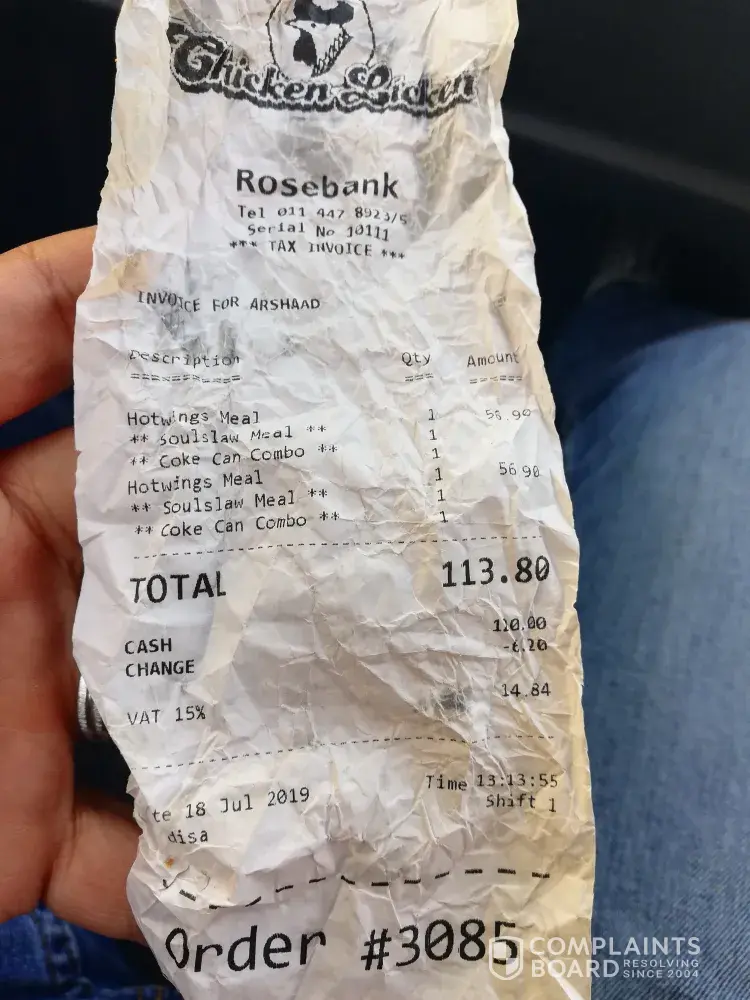 Chicken Licken
Rosebank
Tel 011 447 8923/5
Serial No 10111
*** TAX INVOICE ***
INVOICE FOR ARSHAAD
Description Qty Amount
========== === ======
Hotwings Meal 1 56.90
** Soulslaw Meal ** 1
** Coke Can Combo ** 1
Hotwings Meal 1 56.90
** Soulslaw Meal ** 1
** Coke Can Combo ** 1
TOTAL 113.80
CASH 120.00
CHANGE -6.20
VAT 15% 14.84
te 18 Jul 2019 Time 13:13:55
disa Shift 1
Order #3085
COMPLAINTS
BOARD RESOLVING
SINCE 2004